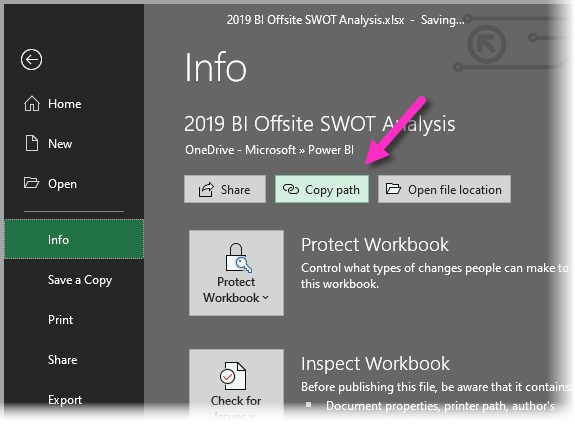 2019 BI Offsite SWOT Analysis.xlsx - Saving...
Info
Home
New
Open
Info
Save a Copy
Print
Share
Export
2019 BI Offsite SWOT Analysis
OneDrive - Microsoft » Power BI
Share
Copy path
Open file location
Protect
Workbook
Protect Workbook
Control what types of changes people can make to
this workbook.
Check for
Issues
Inspect Workbook
Before publishing this file, be aware that it contains:
Document properties, printer path, author's